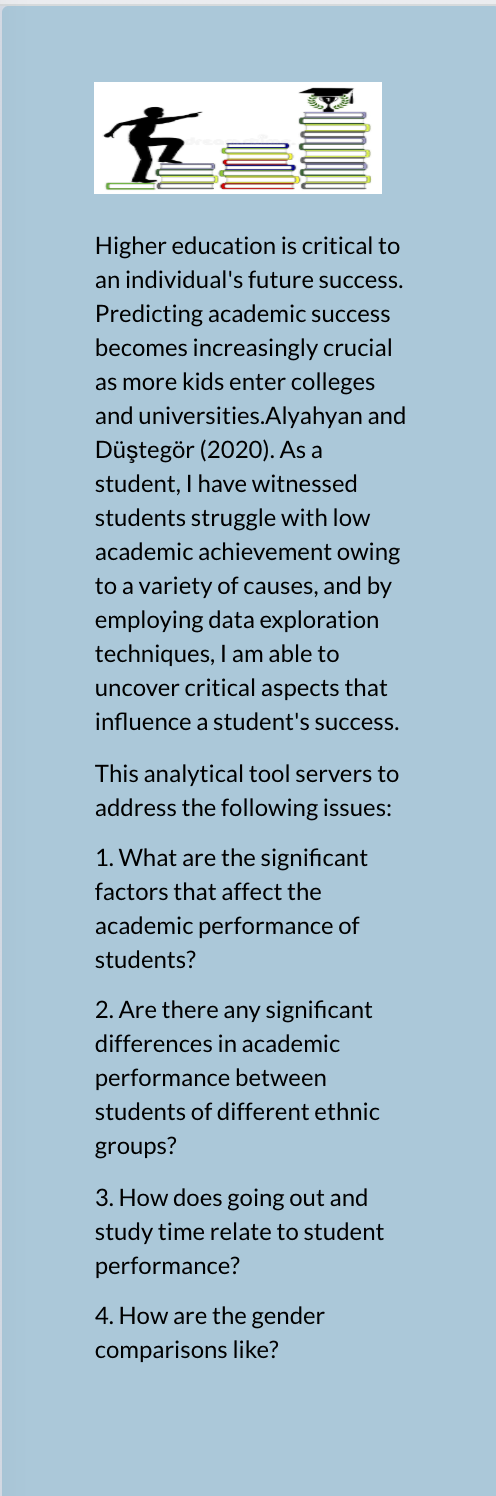 Higher education is critical to
an individual's future success.
Predicting academic success
becomes increasingly crucial
as more kids enter colleges
and universities.Alyahyan and
Düştegör (2020). As a
student, I have witnessed
students struggle with low
academic achievement owing
to a variety of causes, and by
employing data exploration
techniques, I am able to
uncover critical aspects that
influence a student's success.
This analytical tool servers to
address the following issues:
1. What are the significant
factors that affect the
academic performance of
students?
2. Are there any significant
differences in academic
performance between
students of different ethnic
groups?
3. How does going out and
study time relate to student
performance?
4. How are the gender
comparisons like?